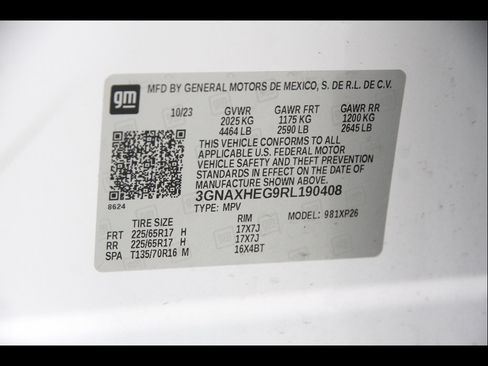 gm
MFD BY GENERAL MOTORS DE MEXICO, S. DE R.L. DE C.V.
10/23 GVWR GAWR FRT GAWR RR
2025 KG 1175 KG 1200 KG
4464 LB 2590 LB 2645 LB
THIS VEHICLE CONFORMS TO ALL
APPLICABLE U.S. FEDERAL MOTOR
VEHICLE SAFETY AND THEFT PREVENTION
STANDARDS IN EFFECT ON THE DATE OF
MANUFACTURE SHOWN ABOVE.
3GNAXHEG9RL190408
8624 TYPE: MPV MODEL: 981XP26
TIRE SIZE RIM
FRT 225/65R17 H 17X7J
RR 225/65R17 H 17X7J
SPA T135/70R16 M 16X4BT